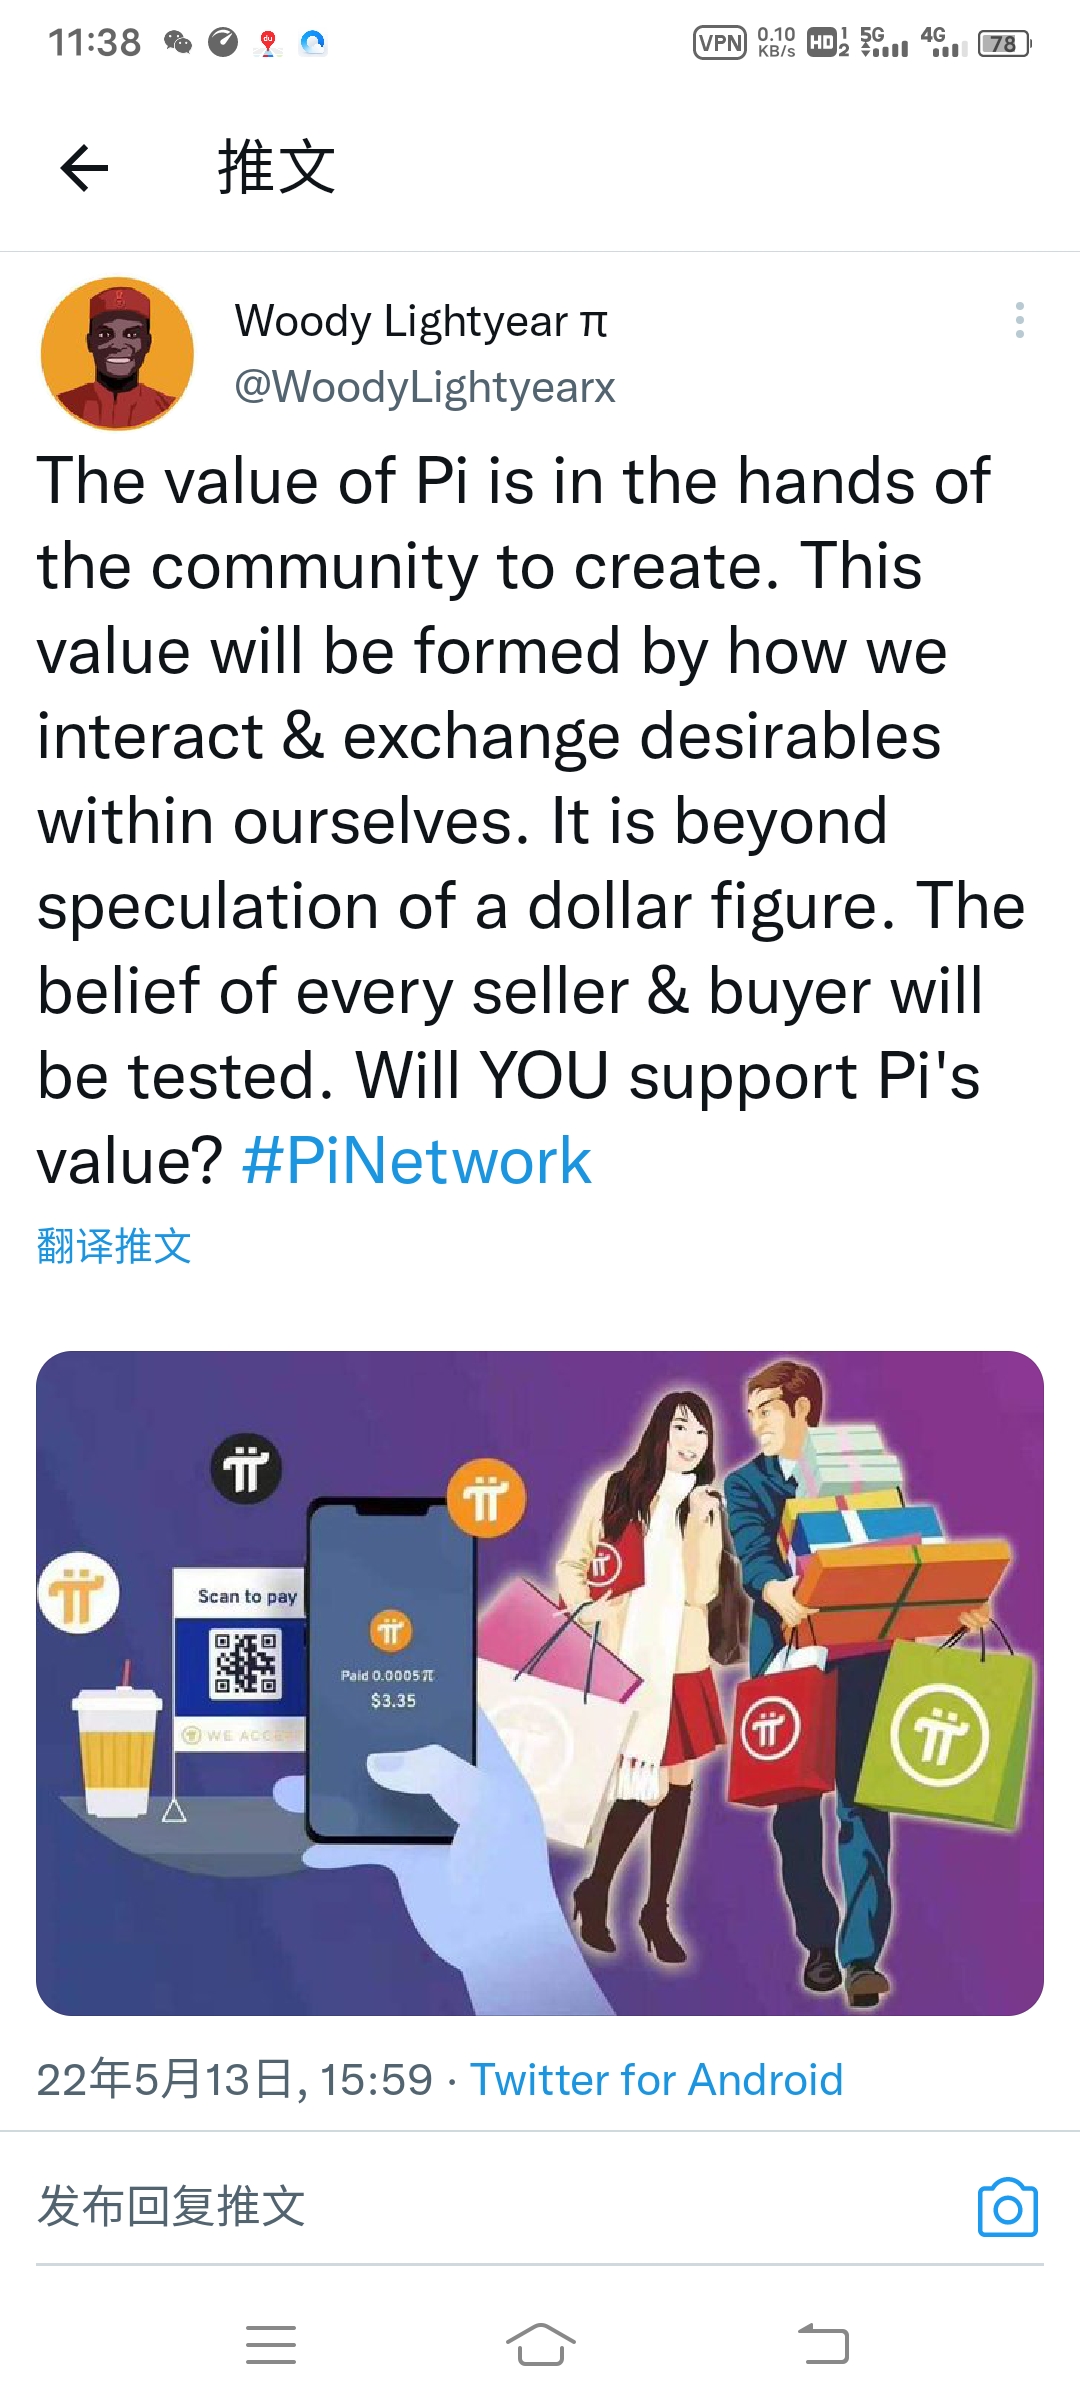 11:38
VPN 0.10 KB/s HD 1 2 5G 4G 78
推文
Woody Lightyear π
@WoodyLightyearx
The value of Pi is in the hands of
the community to create. This
value will be formed by how we
interact & exchange desirables
within ourselves. It is beyond
speculation of a dollar figure. The
belief of every seller & buyer will
be tested. Will YOU support Pi's
value? #PiNetwork
翻译推文
Scan to pay
Paid 0.0005π
$3.35
WE ACCE
22年5月13日, 15:59 · Twitter for Android
发布回复推文